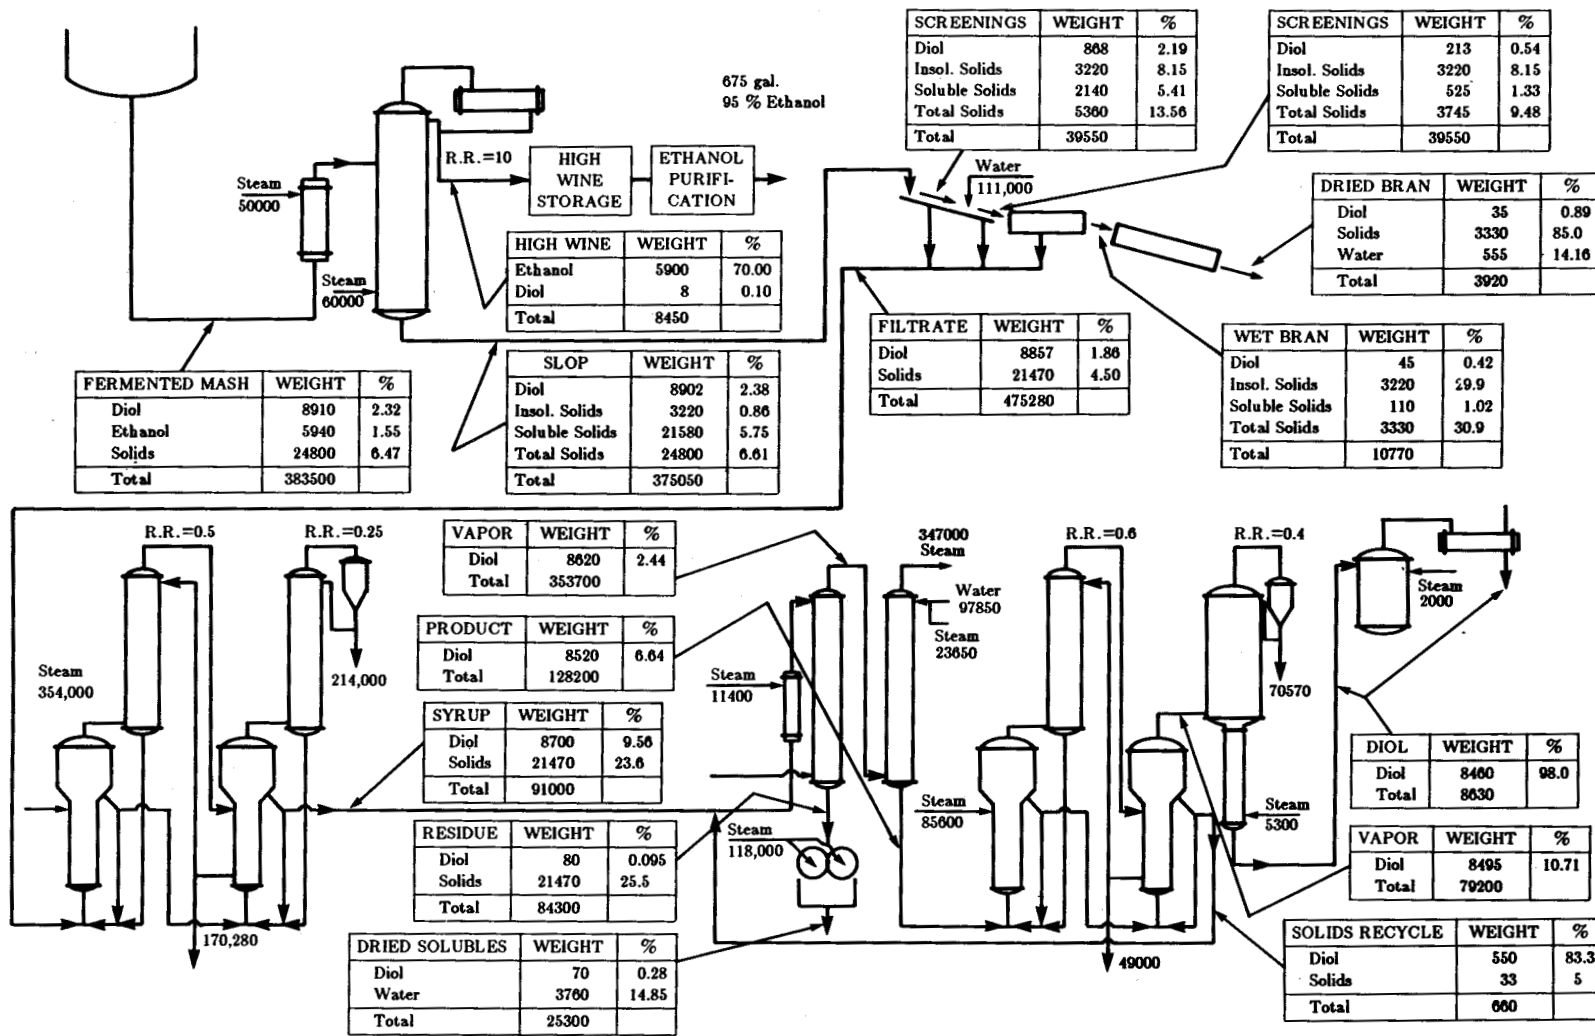 675 gal.
95 % Ethanol
SCREENINGS WEIGHT %
Diol 868 2.19
Insol. Solids 3220 8.15
Soluble Solids 2140 5.41
Total Solids 5360 13.56
Total 39550
SCREENINGS WEIGHT %
Diol 213 0.54
Insol. Solids 3220 8.15
Soluble Solids 525 1.33
Total Solids 3745 9.48
Total 39550
R.R.=10
HIGH
WINE
STORAGE
ETHANOL
PURIFI-
CATION
Steam
50000
Steam
60000
Water
111,000
DRIED BRAN WEIGHT %
Diol 35 0.89
Solids 3330 85.0
Water 555 14.16
Total 3920
HIGH WINE WEIGHT %
Ethanol 5900 70.00
Diol 8 0.10
Total 8450
FILTRATE WEIGHT %
Diol 8857 1.86
Solids 21470 4.50
Total 475280
WET BRAN WEIGHT %
Diol 45 0.42
Insol. Solids 3220 29.9
Soluble Solids 110 1.02
Total Solids 3330 30.9
Total 10770
FERMENTED MASH WEIGHT %
Diol 8910 2.32
Ethanol 5940 1.55
Solids 24800 6.47
Total 383500
SLOP WEIGHT %
Diol 8902 2.38
Insol. Solids 3220 0.86
Soluble Solids 21580 5.75
Total Solids 24800 6.61
Total 375050
R.R.=0.5
R.R.=0.25
VAPOR WEIGHT %
Diol 8620 2.44
Total 353700
347000
Steam
R.R.=0.6
R.R.=0.4
Water
97850
Steam
23650
Steam
2000
PRODUCT WEIGHT %
Diol 8520 6.64
Total 128200
Steam
354,000
214,000
Steam
11400
70570
SYRUP WEIGHT %
Diol 8700 9.56
Solids 21470 23.6
Total 91000
DIOL WEIGHT %
Diol 8460 98.0
Total 8630
RESIDUE WEIGHT %
Diol 80 0.095
Solids 21470 25.5
Total 84300
Steam
118,000
Steam
85600
Steam
5300
VAPOR WEIGHT %
Diol 8495 10.71
Total 79200
170,280
DRIED SOLUBLES WEIGHT %
Diol 70 0.28
Water 3760 14.85
Total 25300
49000
SOLIDS RECYCLE WEIGHT %
Diol 550 83.3
Solids 33 5
Total 660